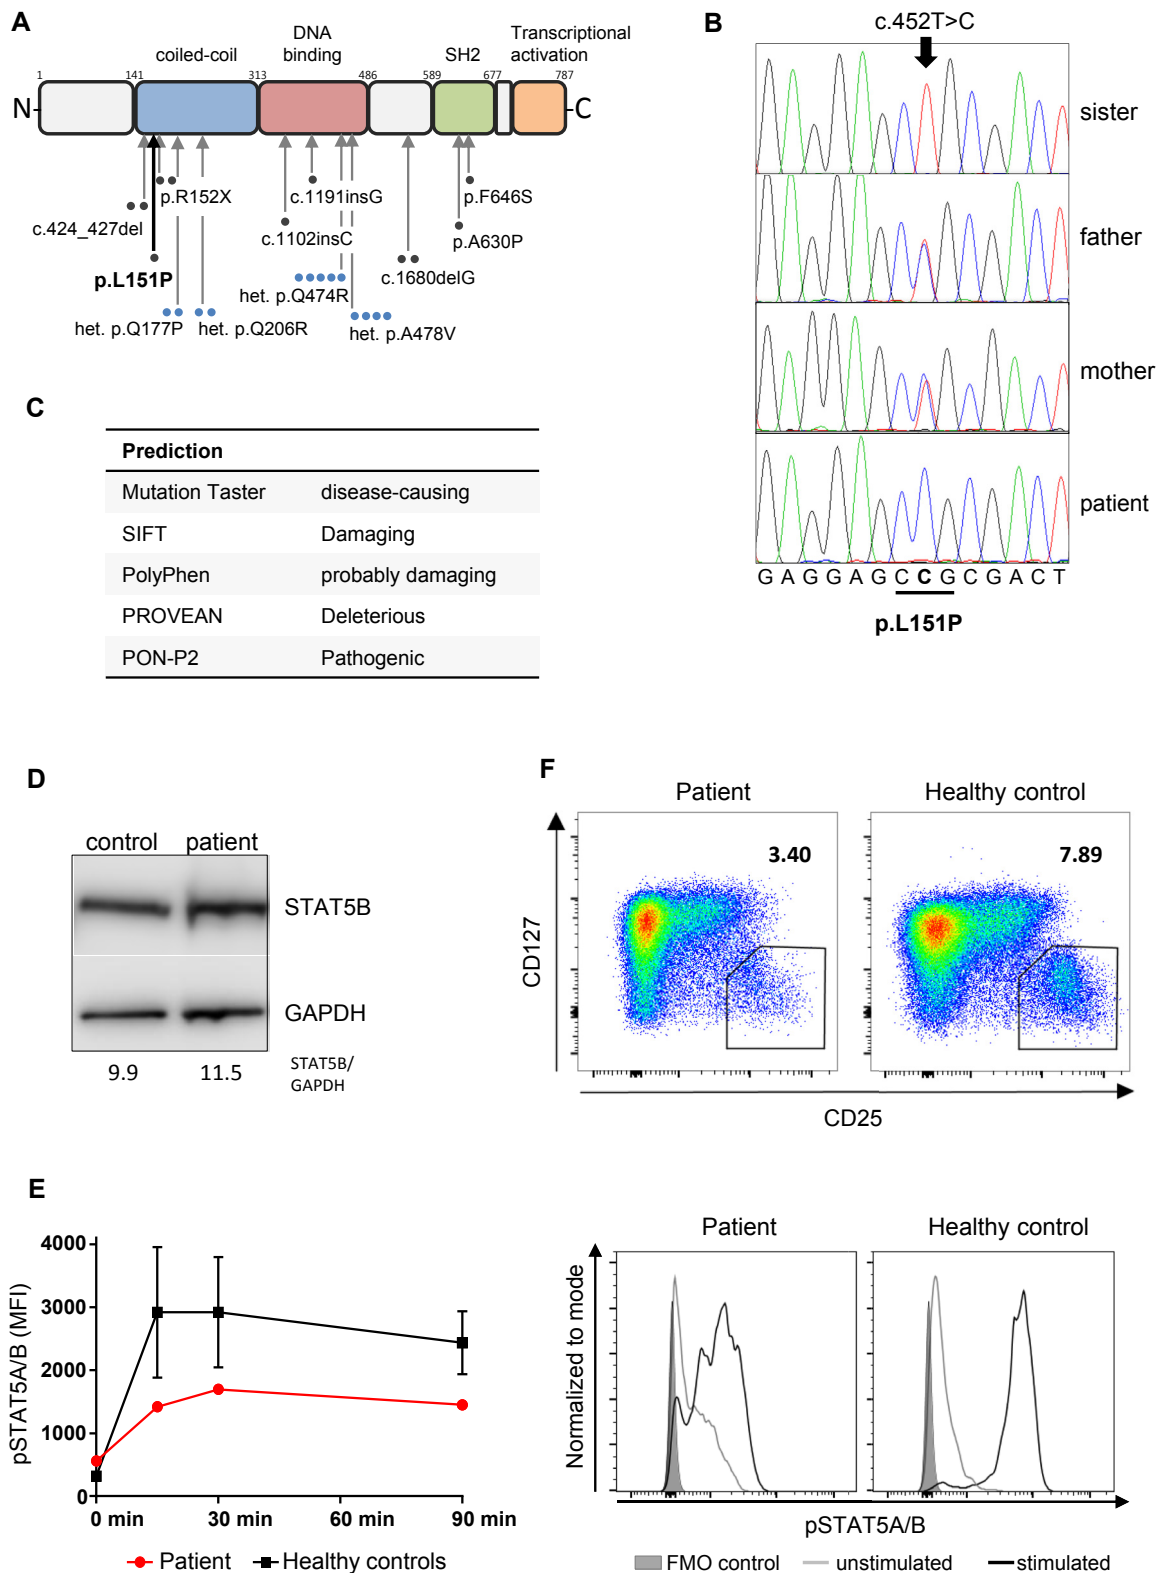 A
DNA
Transcriptional
coiled-coil
binding
SH2
activation
1
141
313
486
589
677
787
N
C
p.R152X
c.1191insG
p.F646S
c.424_427del
c.1102insC
p.A630P
p.L151P
c.1680delG
het. p.Q474R
het. p.Q177P
het. p.Q206R
het. p.A478V
B
c.452T>C
sister
father
mother
patient
G A G G A G C C G C G A C T
p.L151P
C
Prediction
Mutation Taster disease-causing
SIFT Damaging
PolyPhen probably damaging
PROVEAN Deleterious
PON-P2 Pathogenic
D
control patient
STAT5B
GAPDH
9.9 11.5 STAT5B/
GAPDH
F
Patient Healthy control
3.40 7.89
CD127
CD25
E
4000
3000
2000
1000
0
pSTAT5A/B (MFI)
0 min 30 min 60 min 90 min
Patient Healthy controls
Patient Healthy control
Normalized to mode
pSTAT5A/B
FMO control unstimulated stimulated